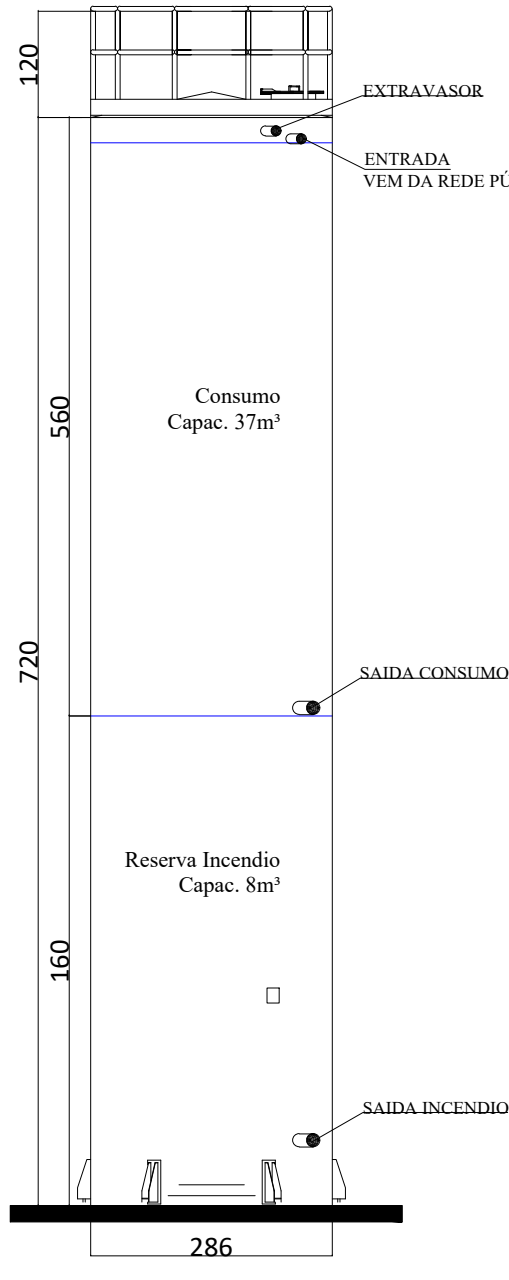 120
EXTRAVASOR
ENTRADA
VEM DA REDE PÚ
Consumo
Capac. 37m³
560
720
SAIDA CONSUMO
Reserva Incendio
Capac. 8m³
160
SAIDA INCENDIO
286